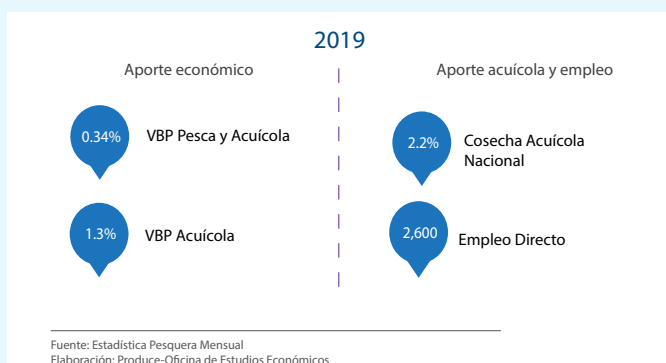 2019
Aporte económico
Aporte acuícola y empleo
0.34%
VBP Pesca y Acuícola
2.2%
Cosecha Acuícola
Nacional
1.3%
VBP Acuícola
2,600
Empleo Directo
Fuente: Estadística Pesquera Mensual
Elaboración: Produce-Oficina de Estudios Económicos